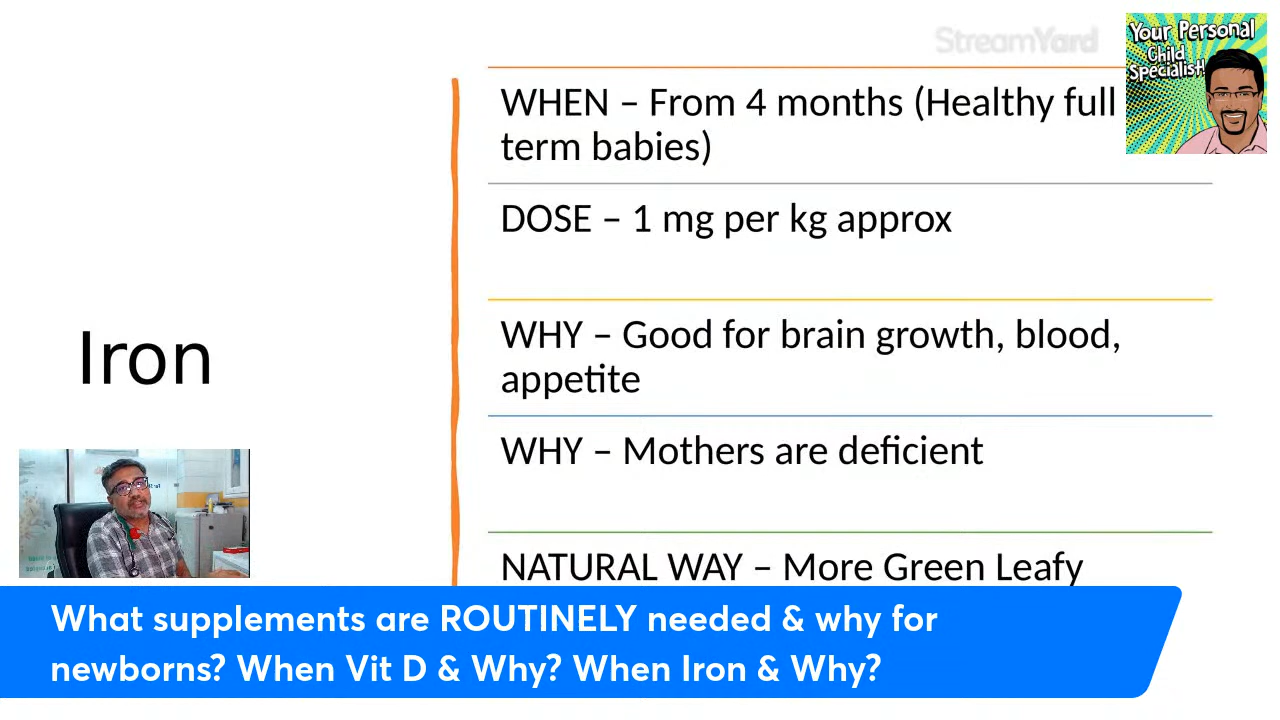 StreamYard
Your Personal
Child
Specialist!
WHEN – From 4 months (Healthy full
term babies)
DOSE – 1 mg per kg approx
WHY – Good for brain growth, blood,
appetite
Iron
WHY – Mothers are deficient
NATURAL WAY – More Green Leafy
What supplements are ROUTINELY needed & why for
newborns? When Vit D & Why? When Iron & Why?